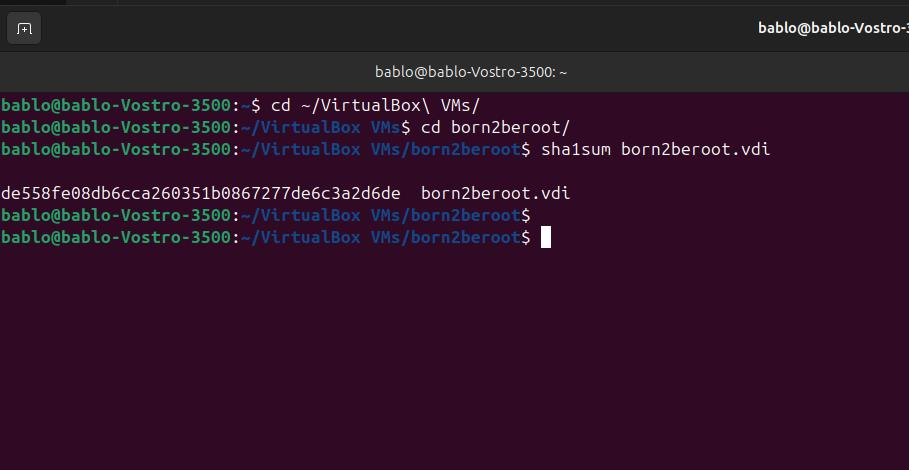 bablo@bablo-Vostro-3
bablo@bablo-Vostro-3500: ~
bablo@bablo-Vostro-3500:~$ cd ~/VirtualBox\ VMs/
bablo@bablo-Vostro-3500:~/VirtualBox VMs$ cd born2beroot/
bablo@bablo-Vostro-3500:~/VirtualBox VMs/born2beroot$ sha1sum born2beroot.vdi
de558fe08db6cca260351b0867277de6c3a2d6de  born2beroot.vdi
bablo@bablo-Vostro-3500:~/VirtualBox VMs/born2beroot$
bablo@bablo-Vostro-3500:~/VirtualBox VMs/born2beroot$